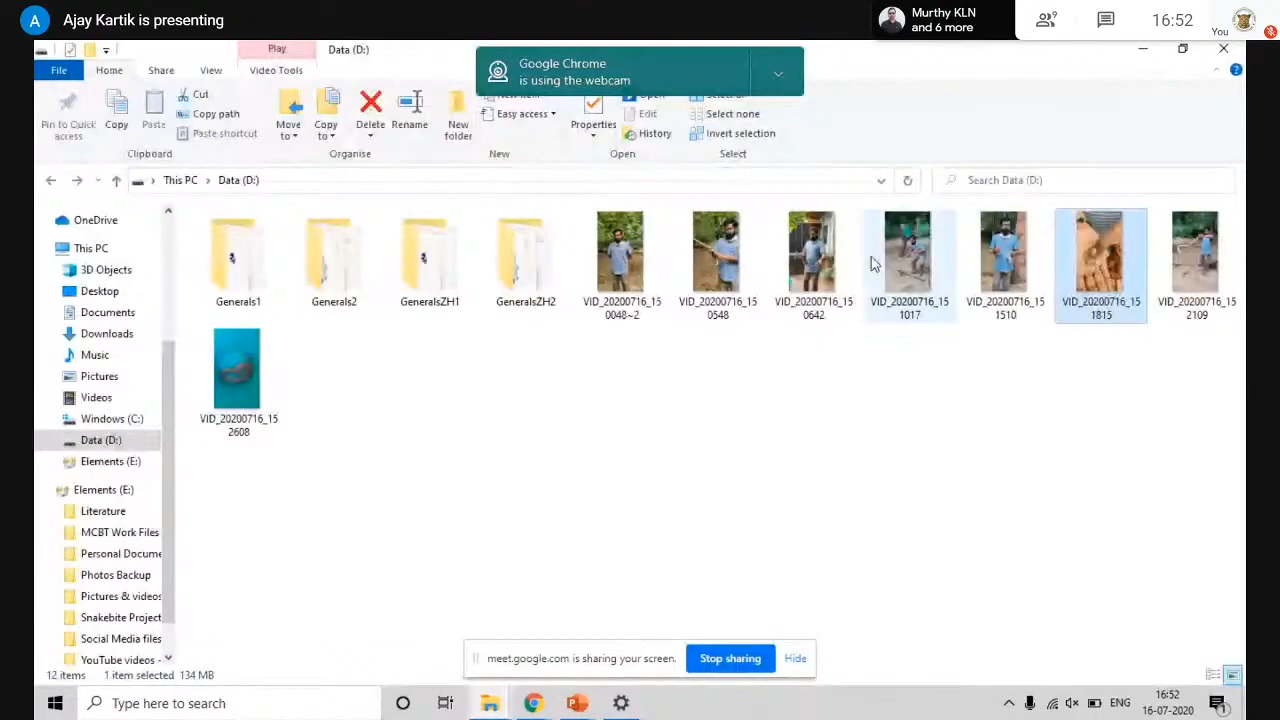 A
Ajay Kartik is presenting
Murthy KLN
and 6 more
9
16:52
You
Play
Data (D:)
Google Chrome
is using the webcam
File
Home
Share
View
Video Tools
Pin to Quick
access
Copy
Paste
Cut
Copy path
Paste shortcut
Move
to
Copy
to
Delete
Rename
New
folder
Easy access
Properties
Open
Edit
History
Select all
Select none
Invert selection
Clipboard
Organise
New
Open
Select
This PC
Data (D:)
Search Data (D:)
OneDrive
This PC
3D Objects
Desktop
Documents
Downloads
Music
Pictures
Videos
Windows (C:)
Data (D:)
Elements (E:)
Elements (E:)
Literature
MCBT Work Files
Personal Docume
Photos Backup
Pictures & videos
Snakebite Project
Social Media files
YouTube videos -
Generals1
Generals2
GeneralsZH1
GeneralsZH2
VID_20200716_15
0048~2
VID_20200716_15
0548
VID_20200716_15
0642
VID_20200716_15
1017
VID_20200716_15
1510
VID_20200716_15
1815
VID_20200716_15
2109
VID_20200716_15
2608
meet.google.com is sharing your screen.
Stop sharing
Hide
12 items
1 item selected 134 MB
Type here to search
ENG
16:52
16-07-2020
1